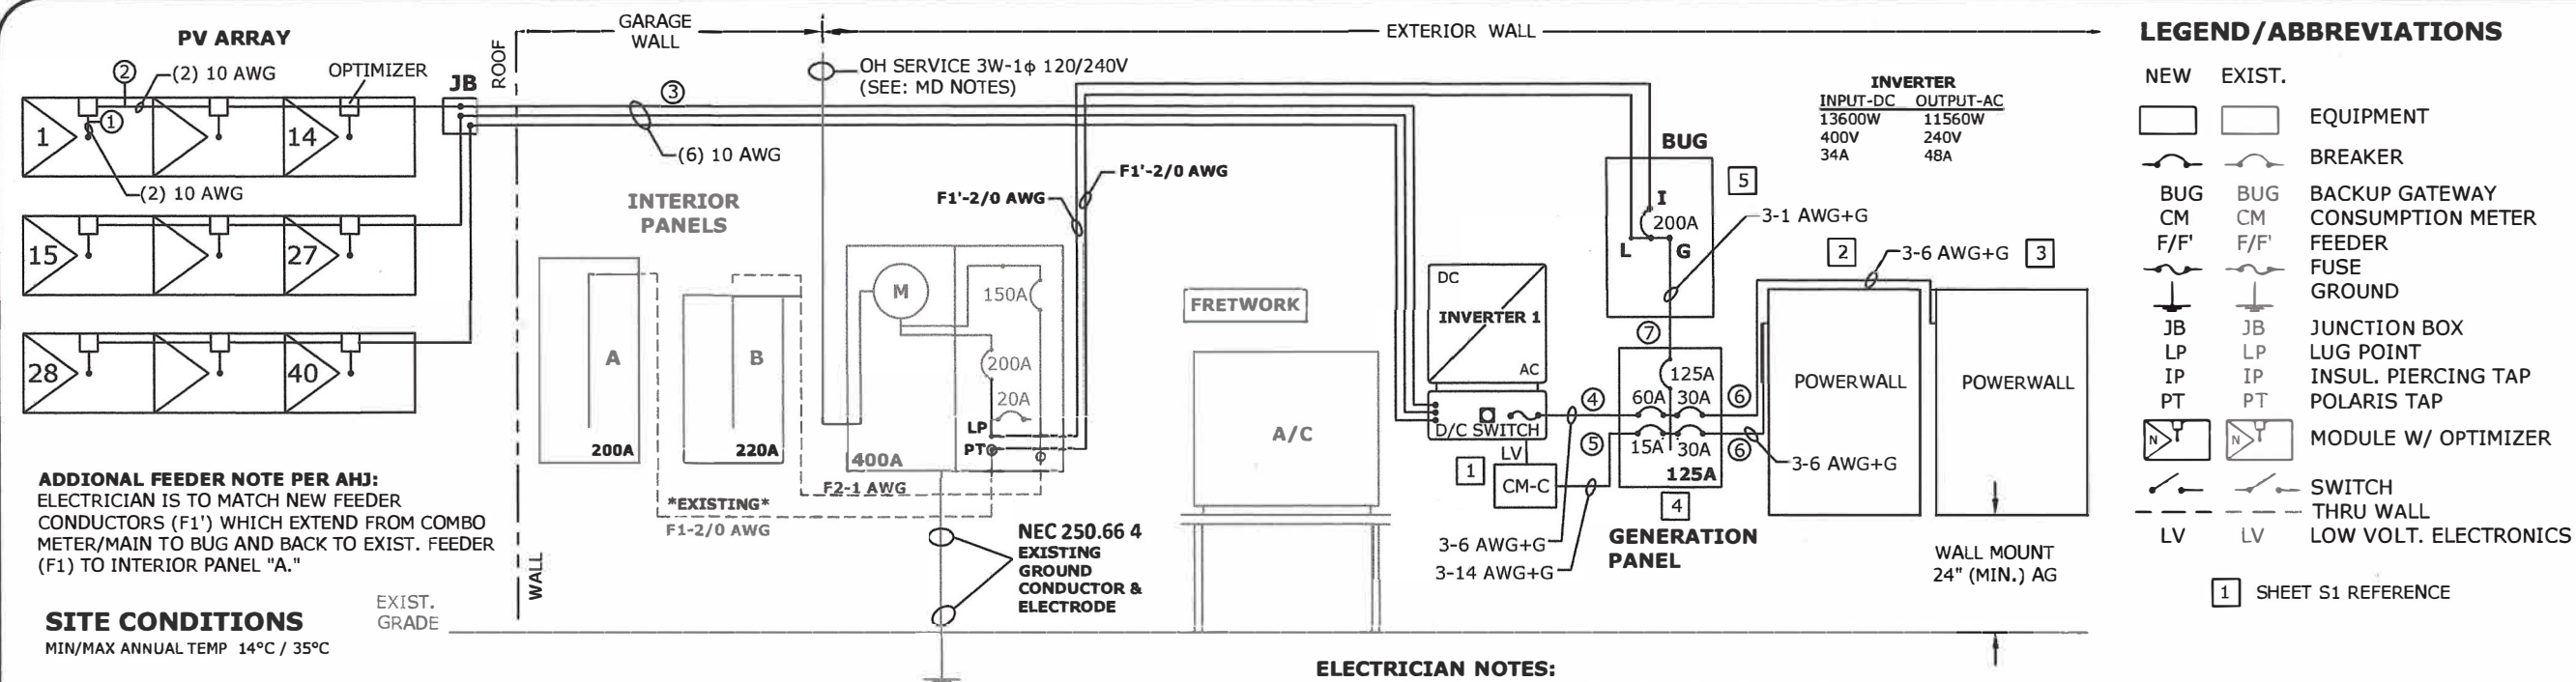 PV ARRAY
②
(2) 10 AWG
OPTIMIZER
JB
ROOF
1
①
14
(2) 10 AWG
15
27
28
40
GARAGE
WALL
EXTERIOR WALL
OH SERVICE 3W-1ϕ 120/240V
(SEE: MD NOTES)
③
(6) 10 AWG
INTERIOR
PANELS
A
200A
B
220A
*EXISTING*
F1-2/0 AWG
F2-1 AWG
M
150A
200A
20A
LP
PT
400A
F1'-2/0 AWG
F1'-2/0 AWG
NEC 250.66 4
EXISTING
GROUND
CONDUCTOR &
ELECTRODE
FRETWORK
A/C
INVERTER
INPUT-DC OUTPUT-AC
13600W 11560W
400V 240V
34A 48A
BUG
5
I
200A
L
G
3-1 AWG+G
DC
INVERTER 1
AC
D/C SWITCH
LV
1
CM-C
④
⑤
⑦
125A
60A 30A
15A 30A
125A
⑥
⑥
4
GENERATION
PANEL
3-6 AWG+G
3-14 AWG+G
2
3-6 AWG+G
3
3-6 AWG+G
POWERWALL
POWERWALL
WALL MOUNT
24" (MIN.) AG
ADDIONAL FEEDER NOTE PER AHJ:
ELECTRICIAN IS TO MATCH NEW FEEDER
CONDUCTORS (F1') WHICH EXTEND FROM COMBO
METER/MAIN TO BUG AND BACK TO EXIST. FEEDER
(F1) TO INTERIOR PANEL "A."
WALL
SITE CONDITIONS
MIN/MAX ANNUAL TEMP 14°C / 35°C
EXIST.
GRADE
ELECTRICIAN NOTES:
LEGEND/ABBREVIATIONS
NEW EXIST.
EQUIPMENT
BREAKER
BUG BUG BACKUP GATEWAY
CM CM CONSUMPTION METER
F/F' F/F' FEEDER
FUSE
GROUND
JB JB JUNCTION BOX
LP LP LUG POINT
IP IP INSUL. PIERCING TAP
PT PT POLARIS TAP
N N MODULE W/ OPTIMIZER
SWITCH
THRU WALL
LV LV LOW VOLT. ELECTRONICS
1 SHEET S1 REFERENCE